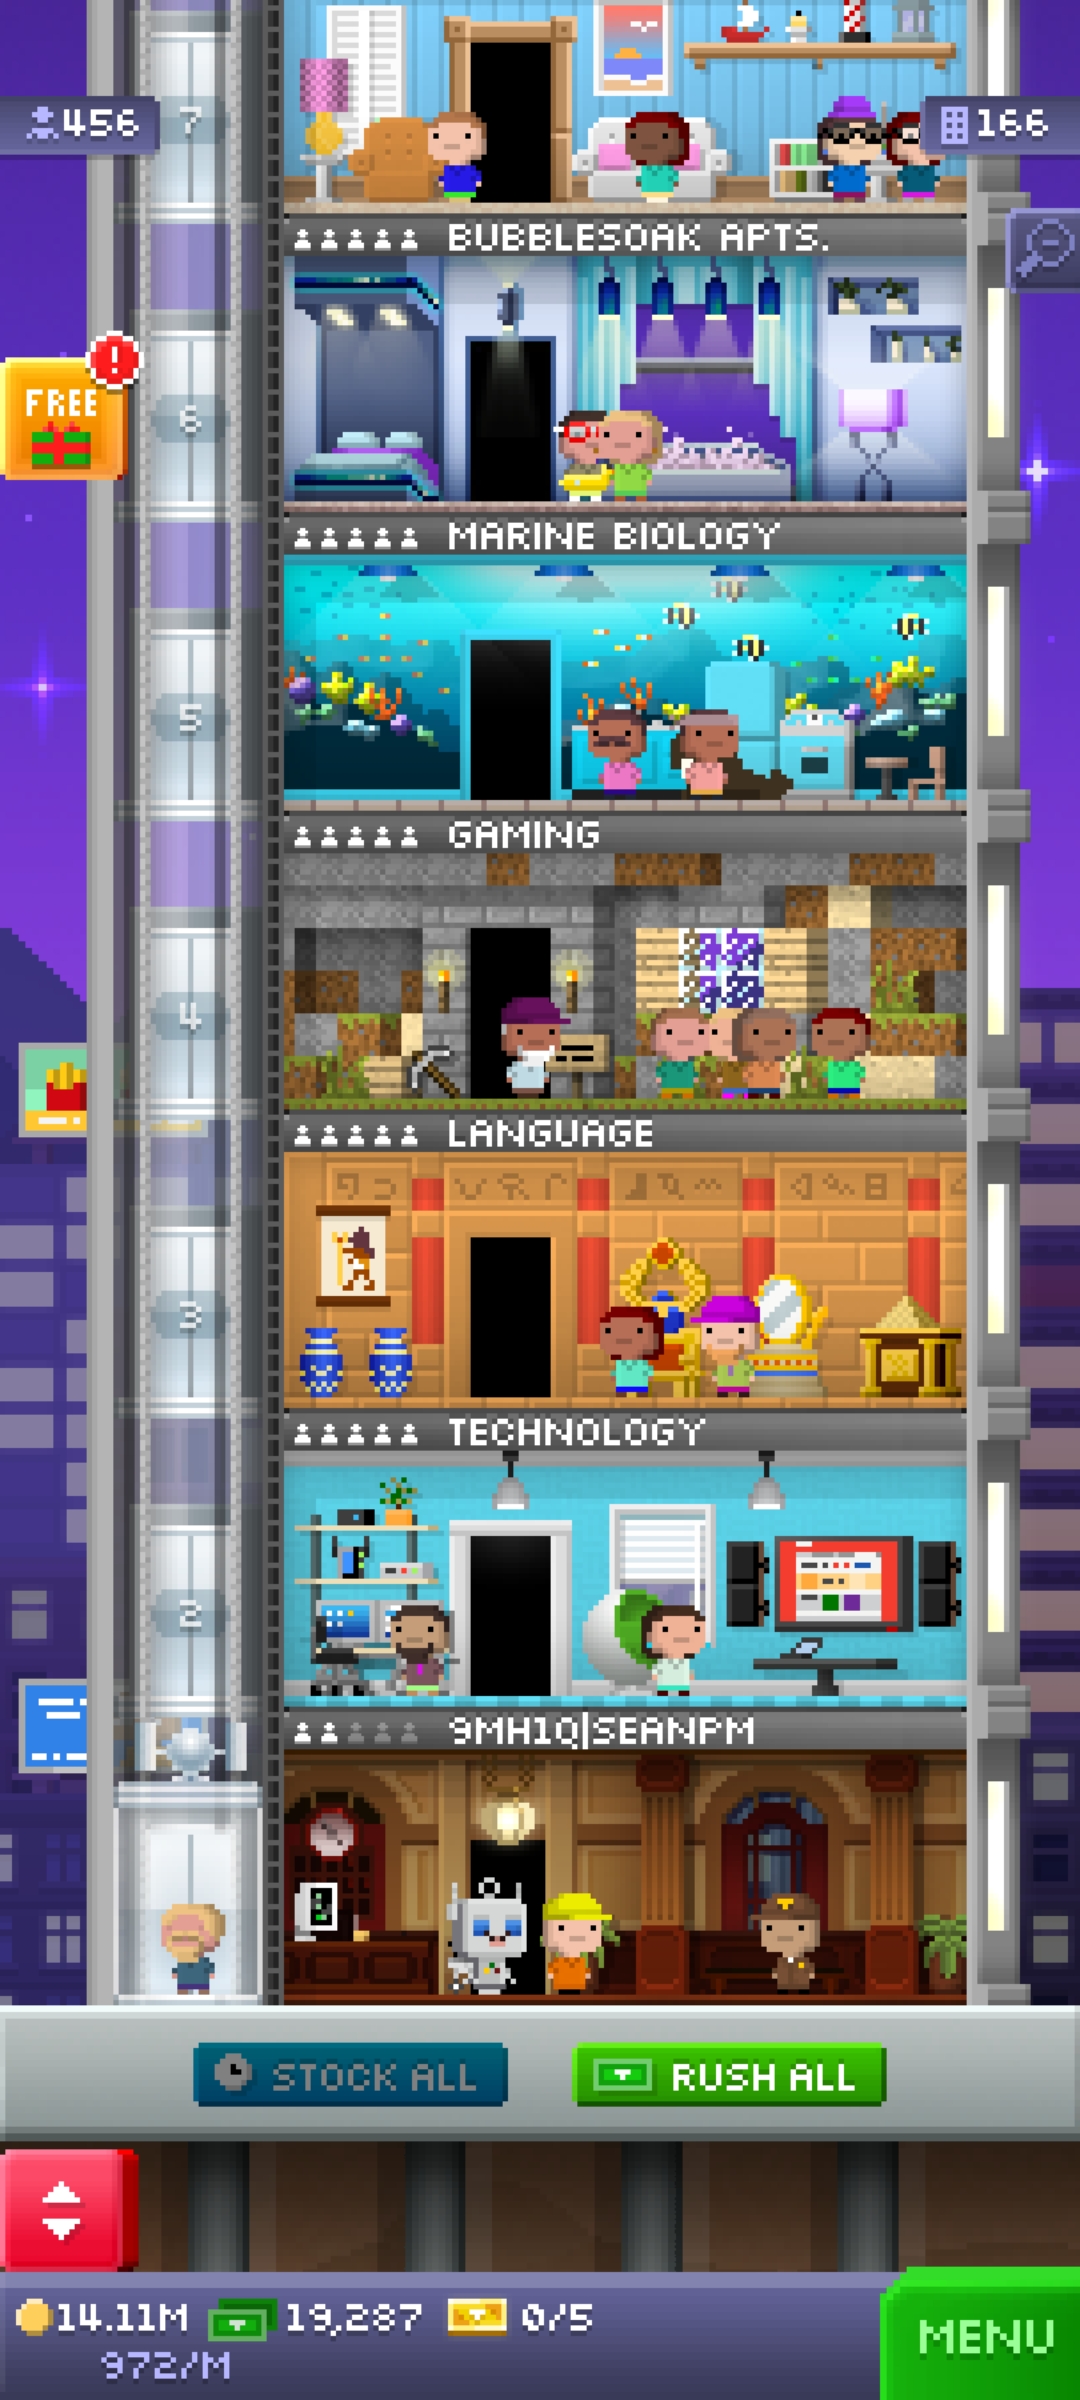 7
456
166
BUBBLESOAK APTS.
6
FREE
!
MARINE BIOLOGY
5
GAMING
4
LANGUAGE
3
TECHNOLOGY
2
9MH1Q|SEANPM
STOCK ALL
RUSH ALL
14.11M
19,287
0/5
972/M
MENU